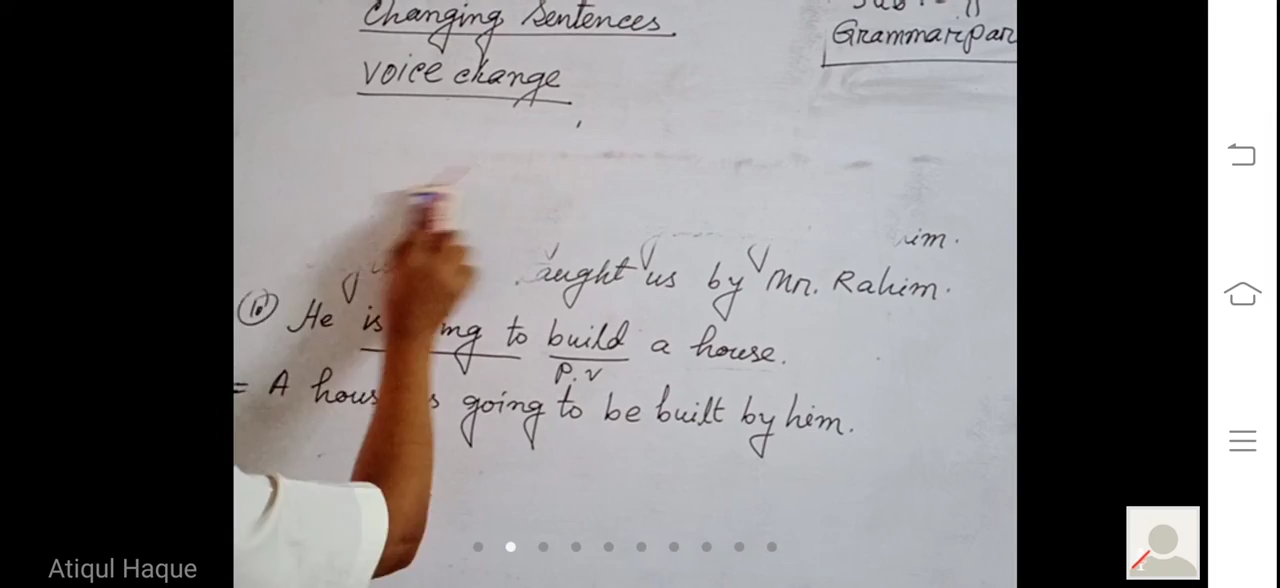 Changing Sentences
Grammar par
Voice change
im.
aught us by Mr. Rahim.
10 He is ing to build a house.
P.V
= A hous s going to be built by him.
Atiqul Haque